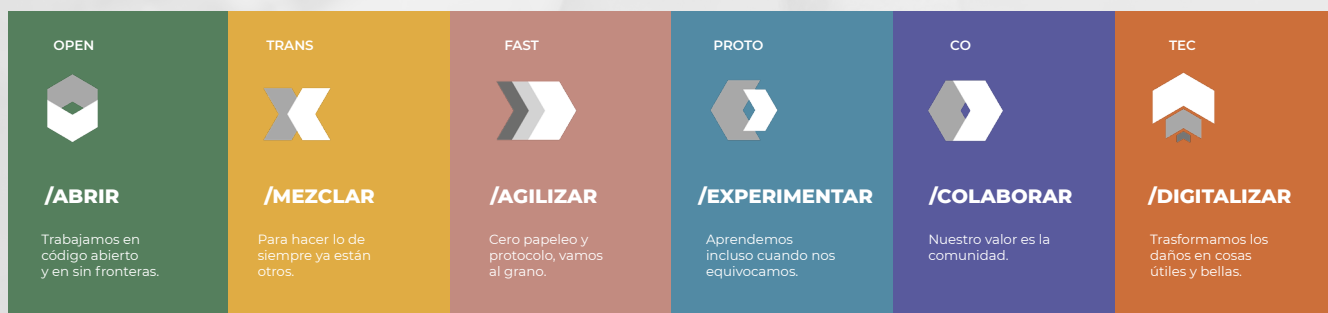 OPEN
/ABRIR
Trabajamos en
código abierto
y en sin fronteras.
TRANS
/MEZCLAR
Para hacer lo de
siempre ya están
otros.
FAST
/AGILIZAR
Cero papeleo y
protocolo, vamos
al grano.
PROTO
/EXPERIMENTAR
Aprendemos
incluso cuando nos
equivocamos.
CO
/COLABORAR
Nuestro valor es la
comunidad.
TEC
/DIGITALIZAR
Trasformamos los
daños en cosas
útiles y bellas.